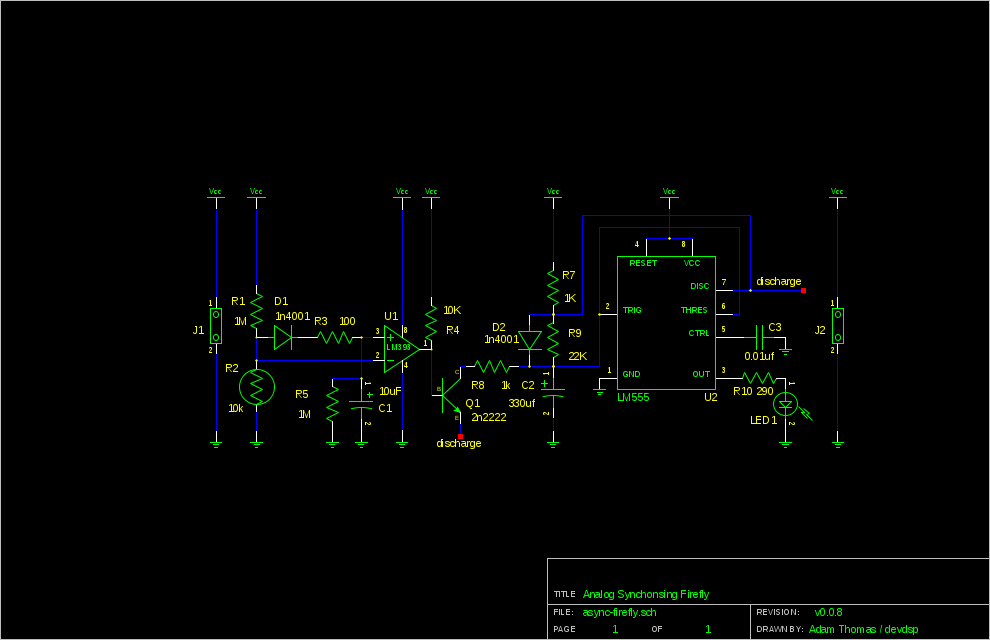 Vcc Vcc Vcc Vcc Vcc Vcc Vcc
4 8
RESET VCC
R7 DISC 7 discharge
1 R1 D1 10K 1K 2 TRIG THRES 6 1
1M 1n4001 R3 100 U1 3 8 R4 D2 R9 CTRL 5 C3
J1 LM393 1 1n4001 J2
2 2 22K 0.01uf 2
R2 4 C 1 GND OUT 3
10k R5 10uF 1 B R8 1k C2 1 R10 290 1
1M C1 Q1 330uf LM555 U2
2 E 2n2222 2 LED1 2
discharge
TITLE Analog Synchonsing Firefly
FILE: async-firefly.sch REVISION: v0.0.8
PAGE 1 OF 1 DRAWN BY: Adam Thomas / devdsp